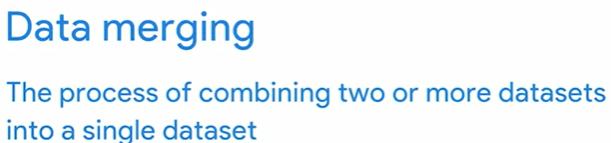 Data merging
The process of combining two or more datasets
into a single dataset